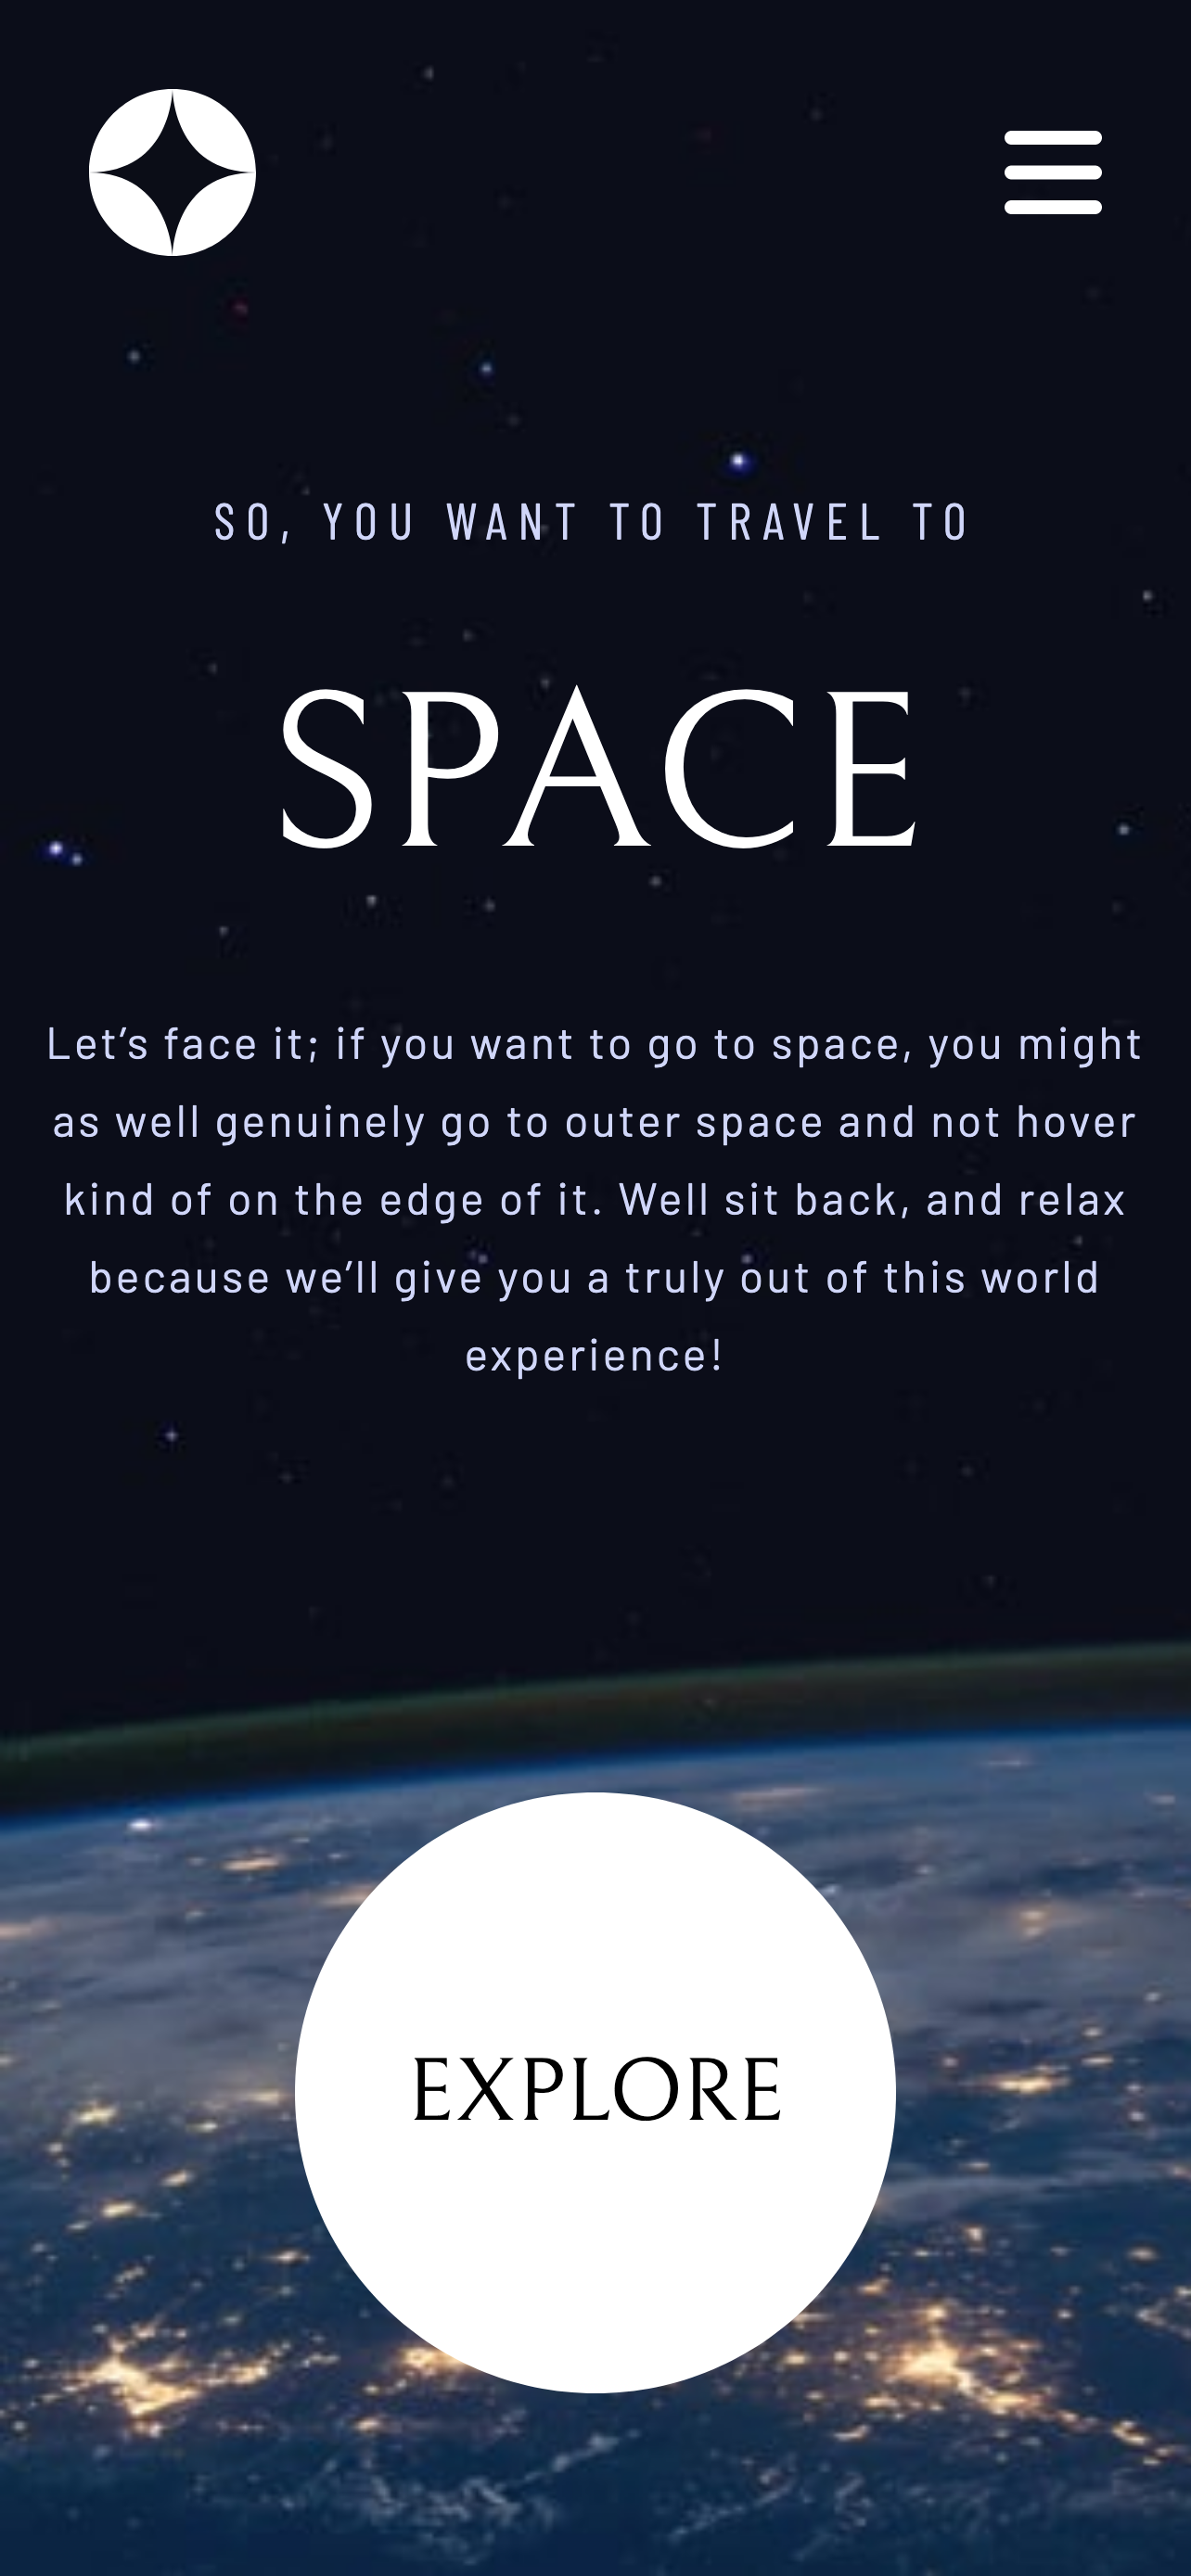 SO, YOU WANT TO TRAVEL TO
SPACE
Let’s face it; if you want to go to space, you might
as well genuinely go to outer space and not hover
kind of on the edge of it. Well sit back, and relax
because we’ll give you a truly out of this world
experience!
EXPLORE